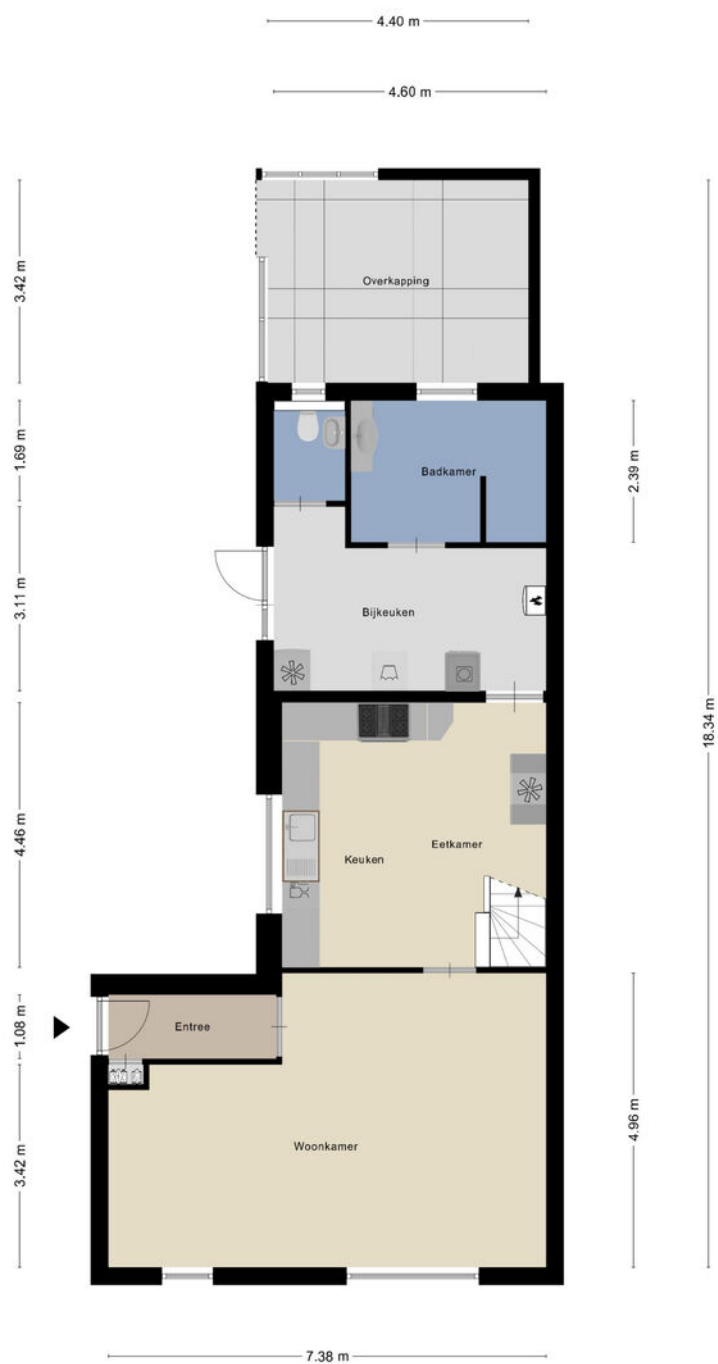 4.40 m
4.60 m
3.42 m
Overkapping
1.69 m
Badkamer
2.39 m
3.11 m
Bijkeuken
18.34 m
4.46 m
Eetkamer
Keuken
1.08 m
Entree
3.42 m
4.96 m
Woonkamer
7.38 m